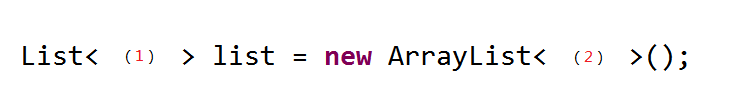 List< (1) > list = new ArrayList< (2) >();